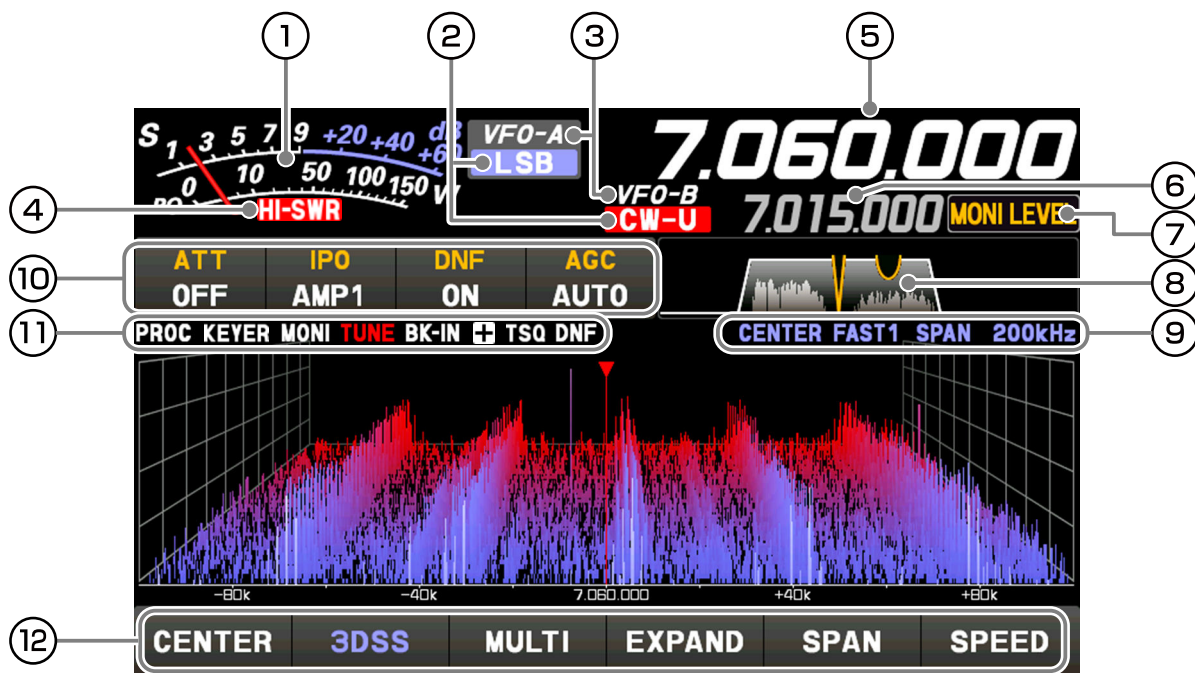 1 2 3 5
S 1 3 5 7 9 +20 +40 +60 dB
VFO-A
LSB
7.060.000
PO 0 10 50 100 150 W
HI-SWR
4
VFO-B
CW-U
7.015.000
MONI LEVEL
6
7
10
ATT IPO DNF AGC
OFF AMP1 ON AUTO
8
11
PROC KEYER MONI TUNE BK-IN + TSQ DNF
CENTER FAST1 SPAN 200kHz
9
-80k -40k 7.060.000 +40k +80k
12
CENTER 3DSS MULTI EXPAND SPAN SPEED